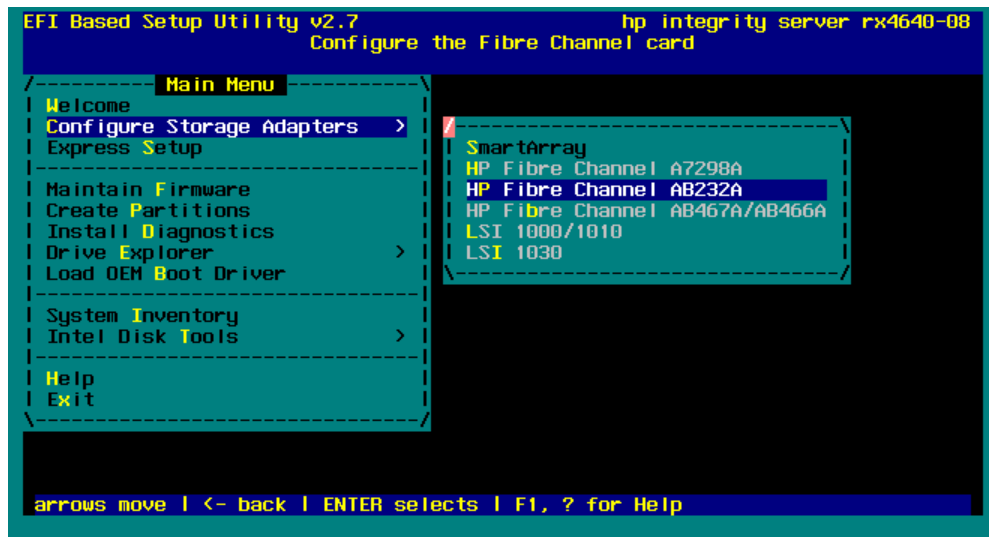 EFI Based Setup Utility v2.7 hp integrity server rx4640-08
Configure the Fibre Channel card
Main Menu
Welcome
Configure Storage Adapters >
Express Setup
Maintain Firmware
Create Partitions
Install Diagnostics
Drive Explorer >
Load OEM Boot Driver
System Inventory
Intel Disk Tools >
Help
Exit
SmartArray
HP Fibre Channel A7298A
HP Fibre Channel AB232A
HP Fibre Channel AB467A/AB466A
LSI 1000/1010
LSI 1030
arrows move | <- back | ENTER selects | F1, ? for Help